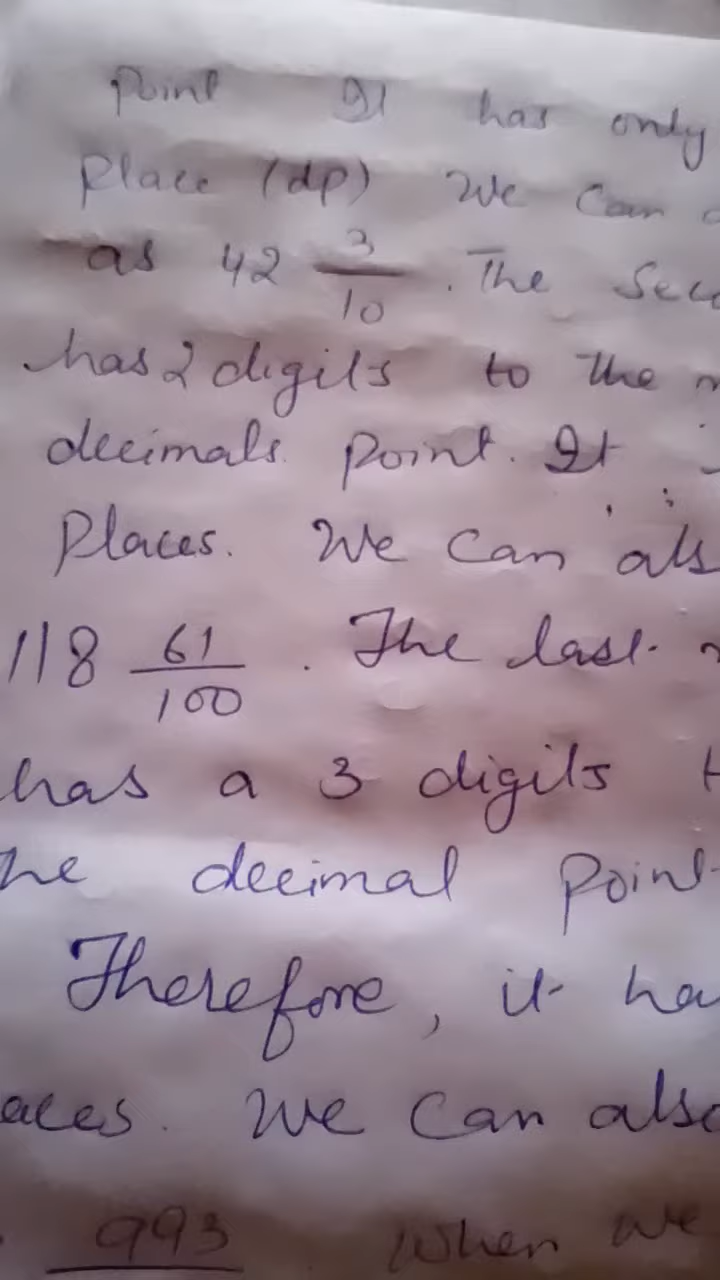 Point It has only
Place (dp) We can
as 42 3/10 . The Seco
has 2 digits to the
decimals point. It
Places. We can als
118 61/100 . The last
has a 3 digits t
he decimal point
Therefore, it ha
aces. We can also
993 When we